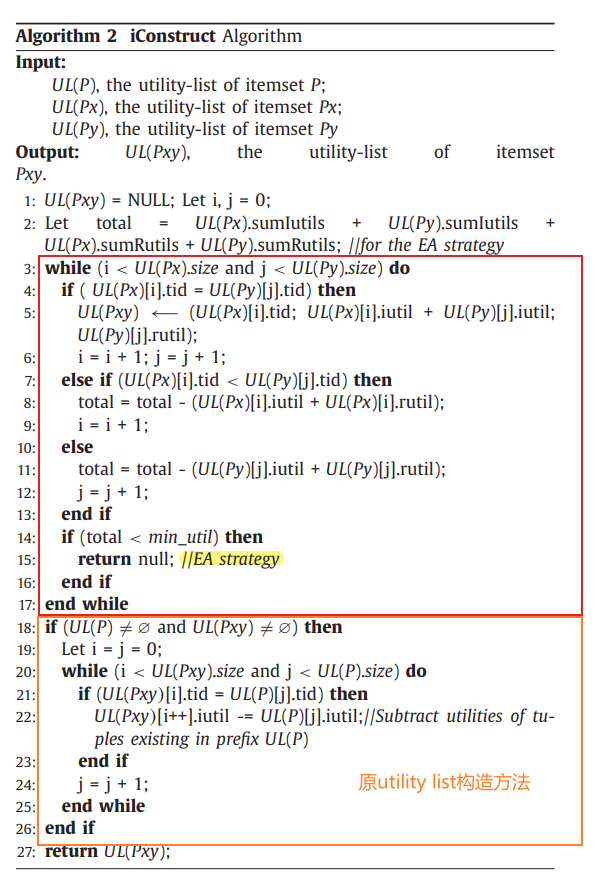 Algorithm 2 iConstruct Algorithm
Input:
UL(P), the utility-list of itemset P;
UL(Px), the utility-list of itemset Px;
UL(Py), the utility-list of itemset Py
Output: UL(Pxy), the utility-list of itemset
Pxy.
1: UL(Pxy) = NULL; Let i, j = 0;
2: Let total = UL(Px).sumIutils + UL(Py).sumIutils +
UL(Px).sumRutils + UL(Py).sumRutils; //for the EA strategy
3: while (i < UL(Px).size and j < UL(Py).size) do
4: if ( UL(Px)[i].tid = UL(Py)[j].tid) then
5: UL(Pxy) ⟵ (UL(Px)[i].tid; UL(Px)[i].iutil + UL(Py)[j].iutil;
UL(Py)[j].rutil);
6: i = i + 1; j = j + 1;
7: else if (UL(Px)[i].tid < UL(Py)[j].tid) then
8: total = total - (UL(Px)[i].iutil + UL(Px)[i].rutil);
9: i = i + 1;
10: else
11: total = total - (UL(Py)[j].iutil + UL(Py)[j].rutil);
12: j = j + 1;
13: end if
14: if (total < min_util) then
15: return null; //EA strategy
16: end if
17: end while
18: if (UL(P) ≠ ∅ and UL(Pxy) ≠ ∅) then
19: Let i = j = 0;
20: while (i < UL(Pxy).size and j < UL(P).size) do
21: if (UL(Pxy)[i].tid = UL(P)[j].tid) then
22: UL(Pxy)[i++].iutil -= UL(P)[j].iutil;//Subtract utilities of tu-
ples existing in prefix UL(P)
23: end if
24: j = j + 1;
原utility list构造方法
25: end while
26: end if
27: return UL(Pxy);